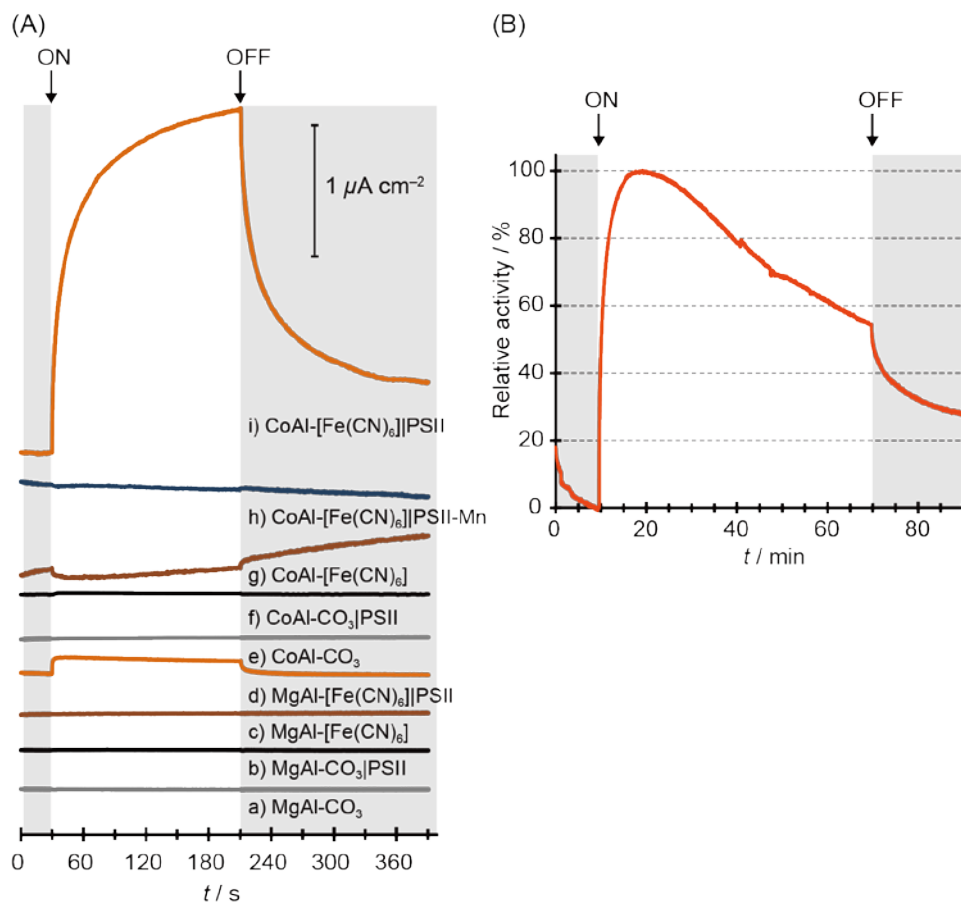 (A)
ON
OFF
1 μA cm⁻²
i) CoAl-[Fe(CN)₆]|PSII
h) CoAl-[Fe(CN)₆]|PSII-Mn
g) CoAl-[Fe(CN)₆]
f) CoAl-CO₃|PSII
e) CoAl-CO₃
d) MgAl-[Fe(CN)₆]|PSII
c) MgAl-[Fe(CN)₆]
b) MgAl-CO₃|PSII
a) MgAl-CO₃
0 60 120 180 240 300 360
t / s
(B)
ON
OFF
Relative activity / %
100
80
60
40
20
0
0 20 40 60 80
t / min